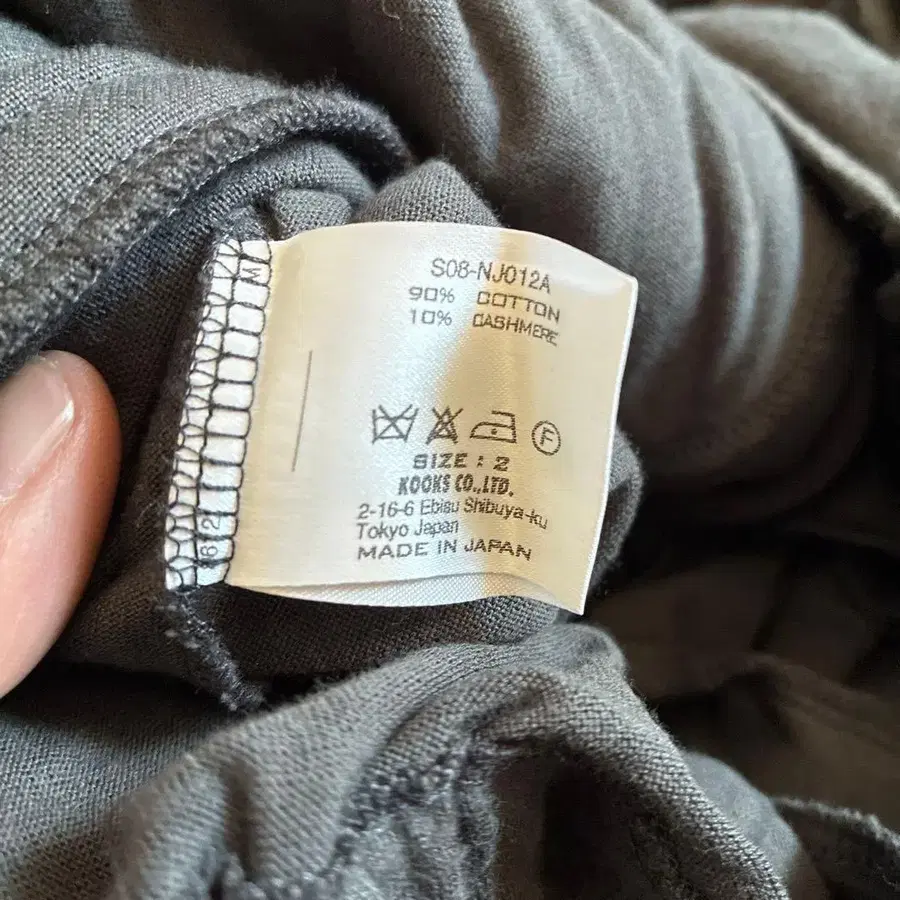 S08-NJ012A
90% COTTON
10% CASHMERE
F
SIZE : 2
KOOKS CO.,LTD.
2-16-6 Ebisu Shibuya-ku
Tokyo Japan
MADE IN JAPAN
M